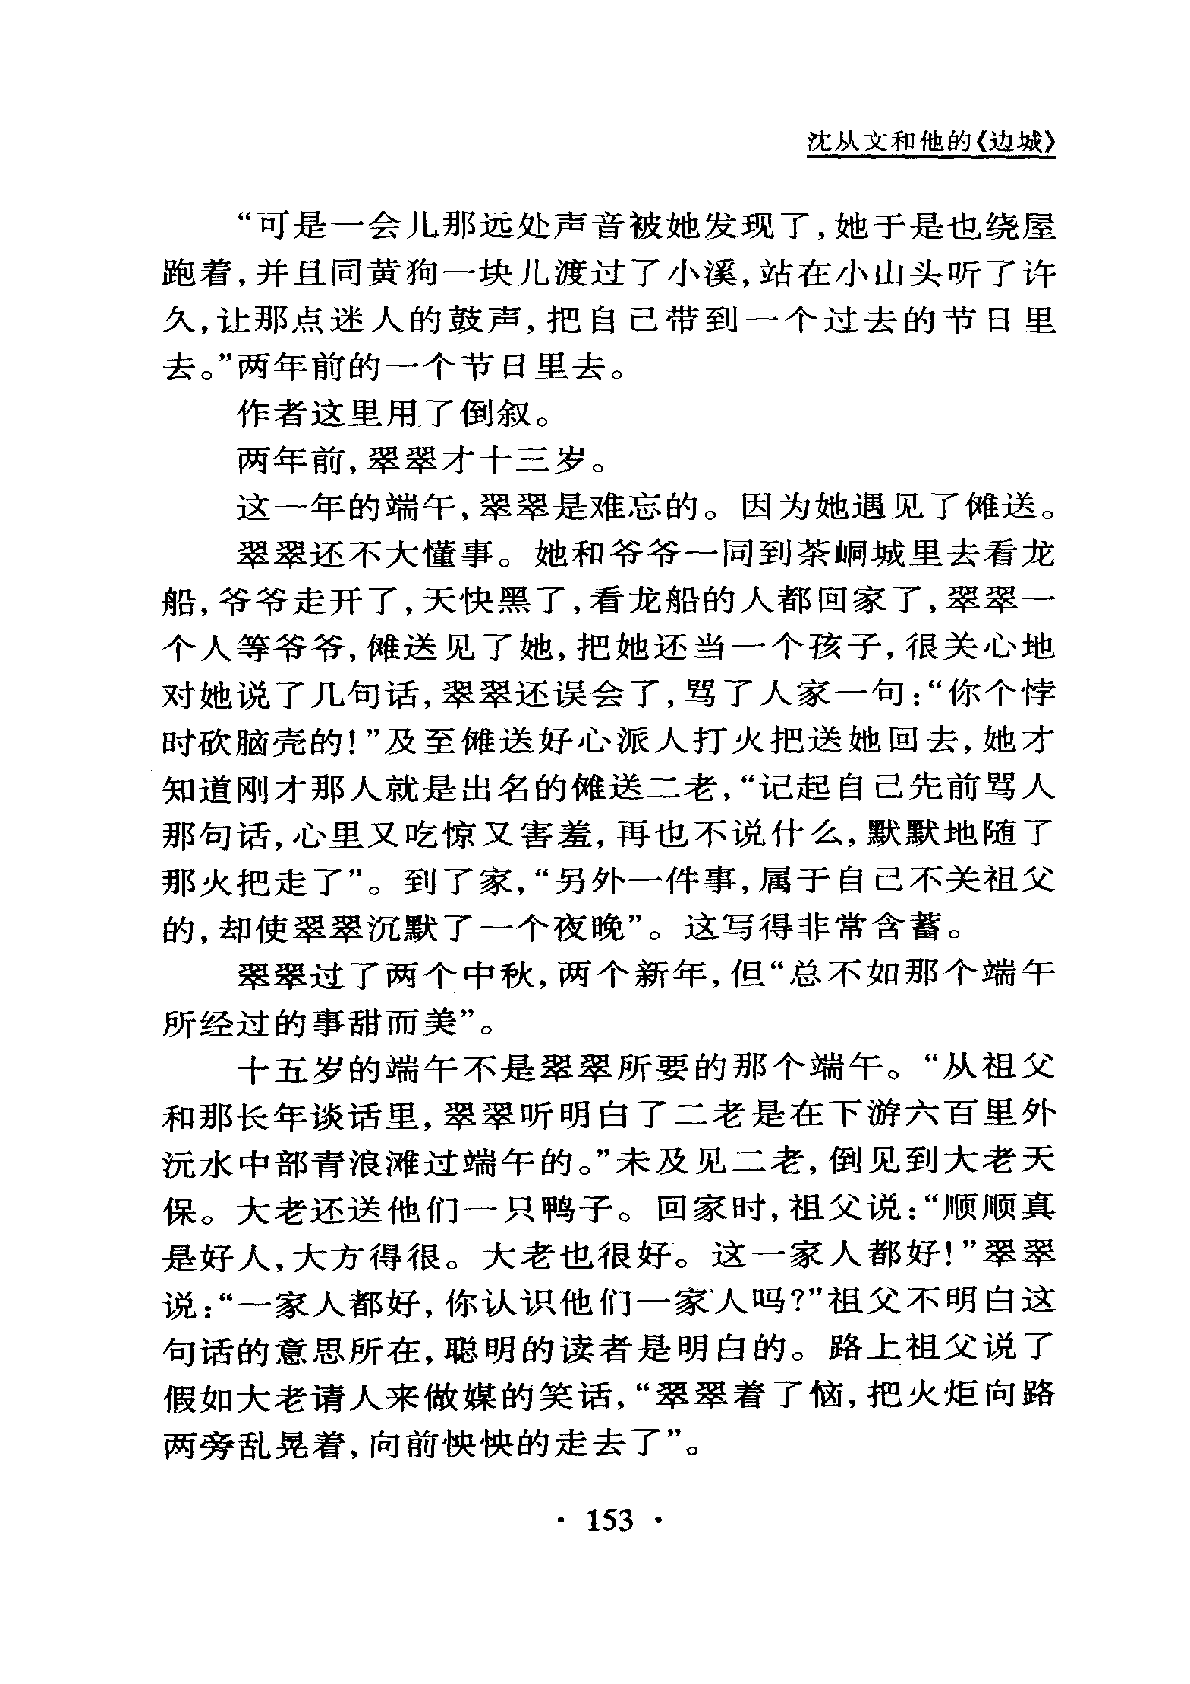 沈从文和他的《边城》
“可是一会儿那远处声音被她发现了,她于是也绕屋
跑着,并且同黄狗一块儿渡过了小溪,站在小山头听了许
久,让那点迷人的鼓声,把自己带到一个过去的节日里
去。”两年前的一个节日里去。
作者这里用了倒叙。
两年前,翠翠才十三岁。
这一年的端午,翠翠是难忘的。因为她遇见了傩送。
翠翠还不大懂事。她和爷爷一同到茶峒城里去看龙
船,爷爷走开了,天快黑了,看龙船的人都回家了,翠翠一
个人等爷爷,傩送见了她,把她还当一个孩子,很关心地
对她说了几句话,翠翠还误会了,骂了人家一句:“你个悖
时砍脑壳的!”及至傩送好心派人打火把送她回去,她才
知道刚才那人就是出名的傩送二老,“记起自己先前骂人
那句话,心里又吃惊又害羞,再也不说什么,默默地随了
那火把走了”。到了家,“另外一件事,属于自己不关祖父
的,却使翠翠沉默了一个夜晚”。这写得非常含蓄。
翠翠过了两个中秋,两个新年,但“总不如那个端午
所经过的事甜而美”。
十五岁的端午不是翠翠所要的那个端午。“从祖父
和那长年谈话里,翠翠听明白了二老是在下游六百里外
沅水中部青浪滩过端午的。”未及见二老,倒见到大老天
保。大老还送他们一只鸭子。回家时,祖父说:“顺顺真
是好人,大方得很。大老也很好。这一家人都好!”翠翠
说:“一家人都好,你认识他们一家人吗?”祖父不明白这
句话的意思所在,聪明的读者是明白的。路上祖父说了
假如大老请人来做媒的笑话,“翠翠着了恼,把火炬向路
两旁乱晃着,向前怏怏的走去了”。
· 153 ·